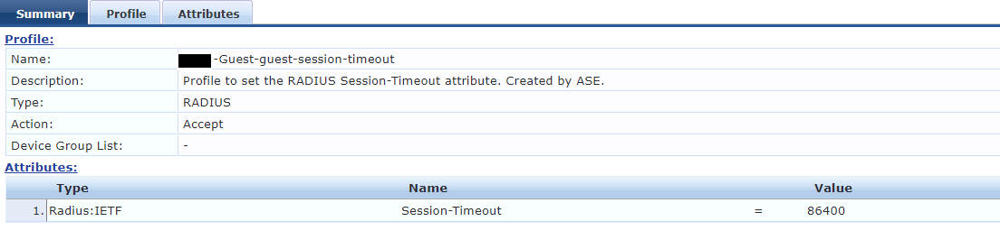 Summary Profile Attributes
Profile:
Name: -Guest-guest-session-timeout
Description: Profile to set the RADIUS Session-Timeout attribute. Created by ASE.
Type: RADIUS
Action: Accept
Device Group List: -
Attributes:
Type Name Value
1. Radius:IETF Session-Timeout = 86400